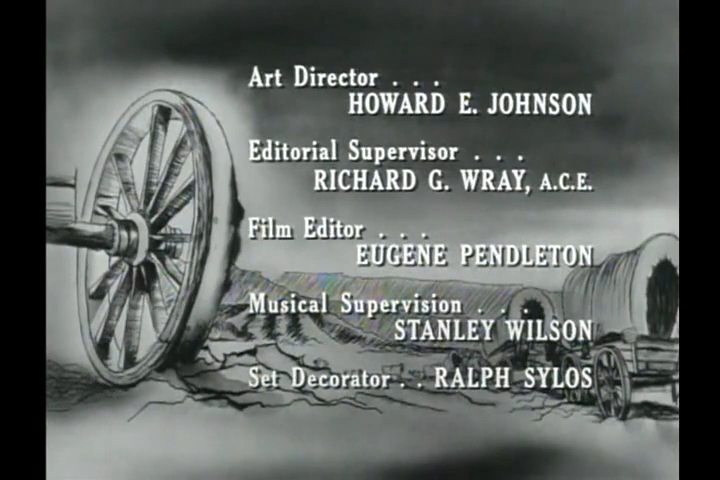 Art Director . . .
HOWARD E. JOHNSON
Editorial Supervisor . . .
RICHARD G. WRAY, A.C.E.
Film Editor . . .
EUGENE PENDLETON
Musical Supervision . . .
STANLEY WILSON
Set Decorator . . RALPH SYLOS